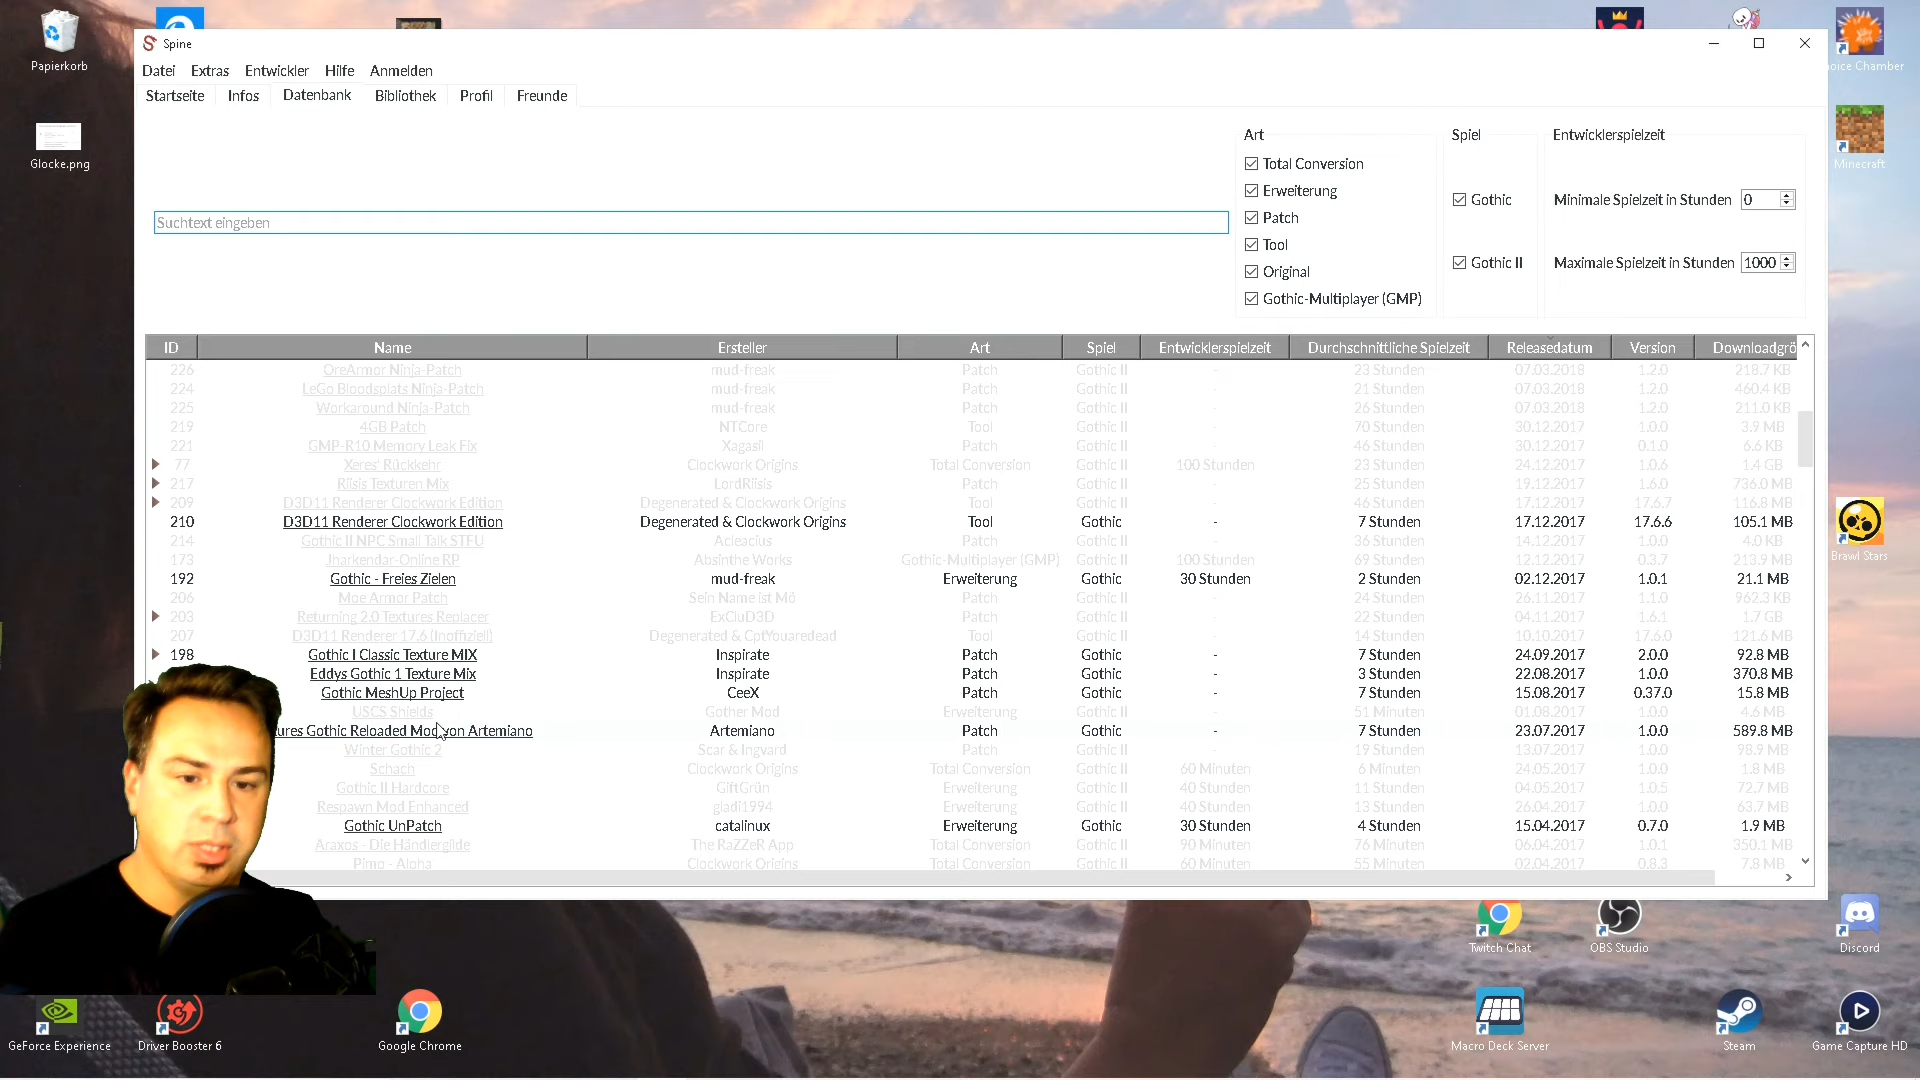 Papierkorb
Glocke.png
Spine
Datei Extras Entwickler Hilfe Anmelden
Startseite Infos Datenbank Bibliothek Profil Freunde
Suchtext eingeben
Art
Total Conversion
Erweiterung
Patch
Tool
Original
Gothic-Multiplayer (GMP)
Spiel
Gothic
Gothic II
Entwicklerspielzeit
Minimale Spielzeit in Stunden 0
Maximale Spielzeit in Stunden 1000
ID Name Ersteller Art Spiel Entwicklerspielzeit Durchschnittliche Spielzeit Releasedatum Version Downloadgrö
226 OreArmor Ninja-Patch mud-freak Patch Gothic II - 23 Stunden 07.03.2018 1.2.0 218.7 KB
224 LeGo Bloodsplats Ninja-Patch mud-freak Patch Gothic II - 21 Stunden 07.03.2018 1.2.0 460.4 KB
225 Workaround Ninja-Patch mud-freak Patch Gothic II - 26 Stunden 07.03.2018 1.2.0 211.0 KB
219 4GB Patch NTCore Tool Gothic II - 70 Stunden 30.12.2017 1.0.0 3.9 MB
221 GMP-R10 Memory Leak Fix Xagasil Patch Gothic II - 46 Stunden 30.12.2017 0.1.0 6.6 KB
77 Xeres' Rückkehr Clockwork Origins Total Conversion Gothic II 100 Stunden 23 Stunden 24.12.2017 1.0.6 1.4 GB
217 Riisis Texturen Mix LordRiisis Patch Gothic II - 25 Stunden 19.12.2017 1.6.0 736.0 MB
209 D3D11 Renderer Clockwork Edition Degenerated & Clockwork Origins Tool Gothic II - 46 Stunden 17.12.2017 17.6.7 116.8 MB
210 D3D11 Renderer Clockwork Edition Degenerated & Clockwork Origins Tool Gothic - 7 Stunden 17.12.2017 17.6.6 105.1 MB
214 Gothic II NPC Small Talk STFU Acleacius Patch Gothic II - 36 Stunden 14.12.2017 1.0.0 4.0 KB
173 Jharkendar-Online RP Absinthe Works Gothic-Multiplayer (GMP) Gothic II 100 Stunden 69 Stunden 12.12.2017 0.3.7 213.9 MB
192 Gothic - Freies Zielen mud-freak Erweiterung Gothic 30 Stunden 2 Stunden 02.12.2017 1.0.1 21.1 MB
206 Moe Armor Patch Sein Name ist Mö Patch Gothic II - 24 Stunden 26.11.2017 1.1.0 962.3 KB
203 Returning 2.0 Textures Replacer ExCluD3D Patch Gothic II - 22 Stunden 04.11.2017 1.6.1 1.7 GB
207 D3D11 Renderer 17.6 (Inoffiziell) Degenerated & CptYouaredead Tool Gothic II - 14 Stunden 10.10.2017 17.6.0 121.6 MB
198 Gothic I Classic Texture MIX Inspirate Patch Gothic - 7 Stunden 24.09.2017 2.0.0 92.8 MB
Eddys Gothic 1 Texture Mix Inspirate Patch Gothic - 3 Stunden 22.08.2017 1.0.0 370.8 MB
Gothic MeshUp Project CeeX Patch Gothic - 7 Stunden 15.08.2017 0.37.0 15.8 MB
USCS Shields Gother Mod Erweiterung Gothic II - 51 Minuten 01.08.2017 1.0.0 4.6 MB
ures Gothic Reloaded Mod von Artemiano Artemiano Patch Gothic - 7 Stunden 23.07.2017 1.0.0 589.8 MB
Winter Gothic 2 Scar & Ingvard Patch Gothic II - 19 Stunden 13.07.2017 1.0.0 98.9 MB
Schach Clockwork Origins Total Conversion Gothic II 60 Minuten 6 Minuten 24.05.2017 1.0.0 1.8 MB
Gothic II Hardcore GiftGrün Erweiterung Gothic II 40 Stunden 11 Stunden 04.05.2017 1.0.5 72.7 MB
Respawn Mod Enhanced gladi1994 Erweiterung Gothic II 40 Stunden 13 Stunden 26.04.2017 1.0.0 63.7 MB
Gothic UnPatch catalinux Erweiterung Gothic 30 Stunden 4 Stunden 15.04.2017 0.7.0 1.9 MB
Araxos - Die Händlergilde The RaZZeR App Total Conversion Gothic II 90 Minuten 76 Minuten 06.04.2017 1.0.1 350.1 MB
Pimo - Aloha Clockwork Origins Total Conversion Gothic II 60 Minuten 55 Minuten 02.04.2017 0.8.3 7.8 MB
oice Chamber
Minecraft
Brawl Stars
Twitch Chat
OBS Studio
Discord
GeForce Experience
Driver Booster 6
Google Chrome
Macro Deck Server
Steam
Game Capture HD